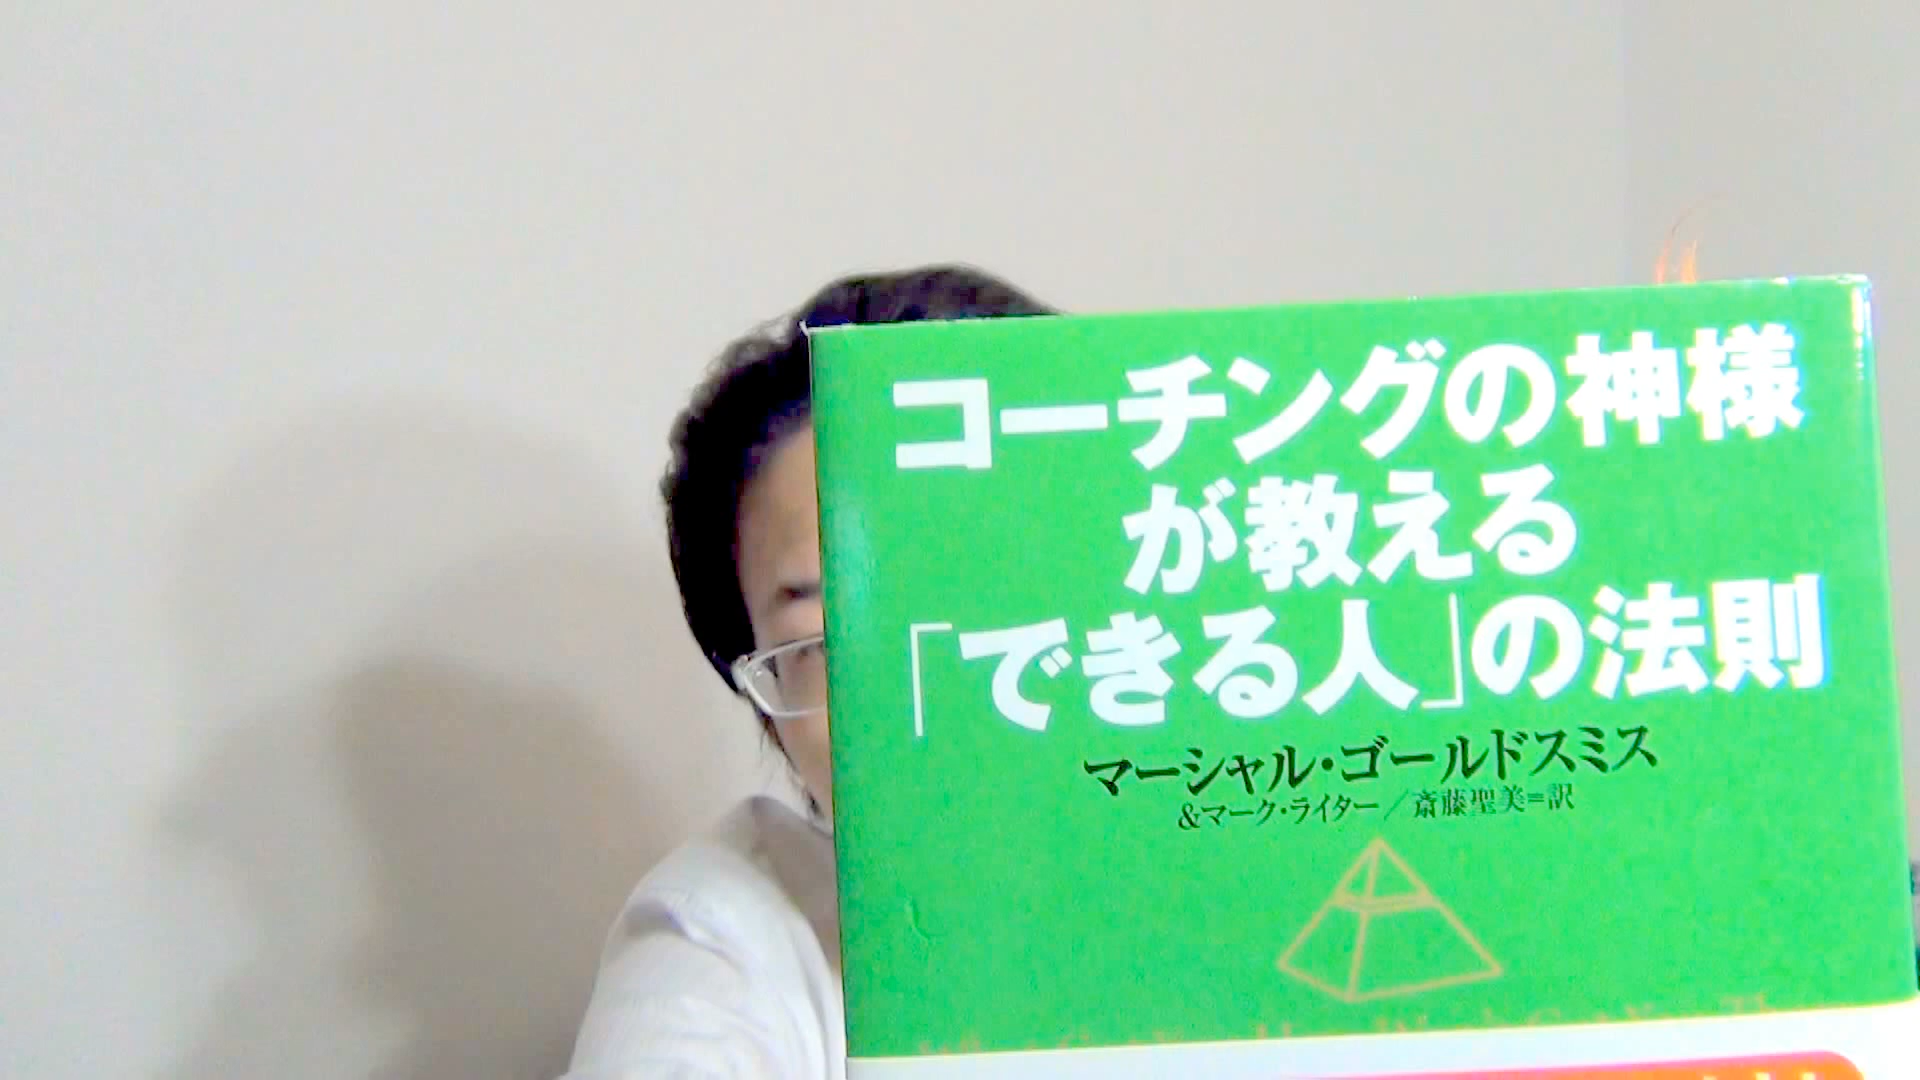 コーチングの神様
が教える
「できる人」の法則
マーシャル・ゴールドスミス
&マーク・ライター/斎藤聖美=訳